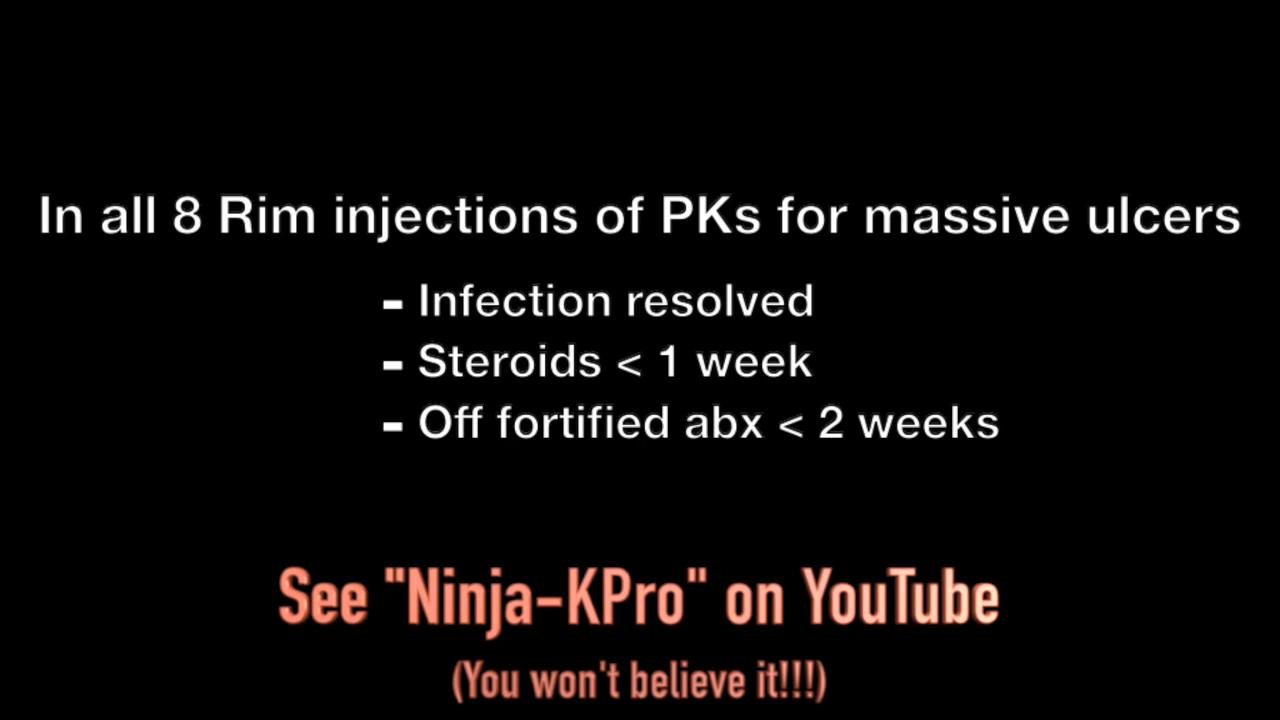 In all 8 Rim injections of PKs for massive ulcers
- Infection resolved
- Steroids < 1 week
- Off fortified abx < 2 weeks
See "Ninja-KPro" on YouTube
(You won't believe it!!!)